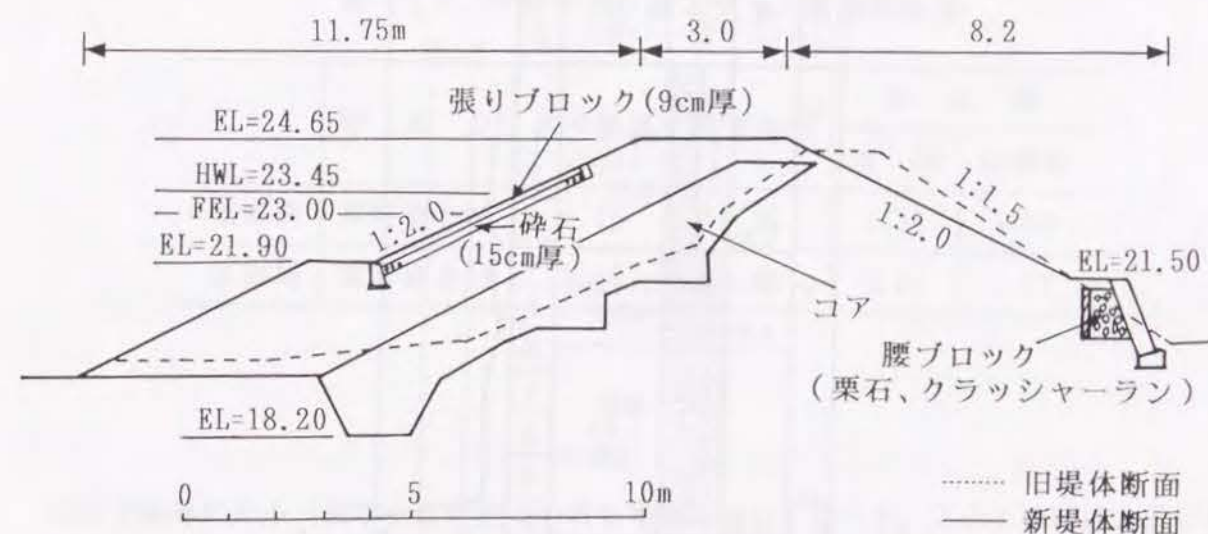 11.75m 3.0 8.2
張りブロック(9cm厚)
EL=24.65
HWL=23.45
FEL=23.00
1:2.0
砕石
(15cm厚)
EL=21.90
1:1.5
1:2.0
EL=21.50
コア
腰ブロック
(栗石、クラッシャーラン)
EL=18.20
0 5 10m
旧堤体断面
新堤体断面